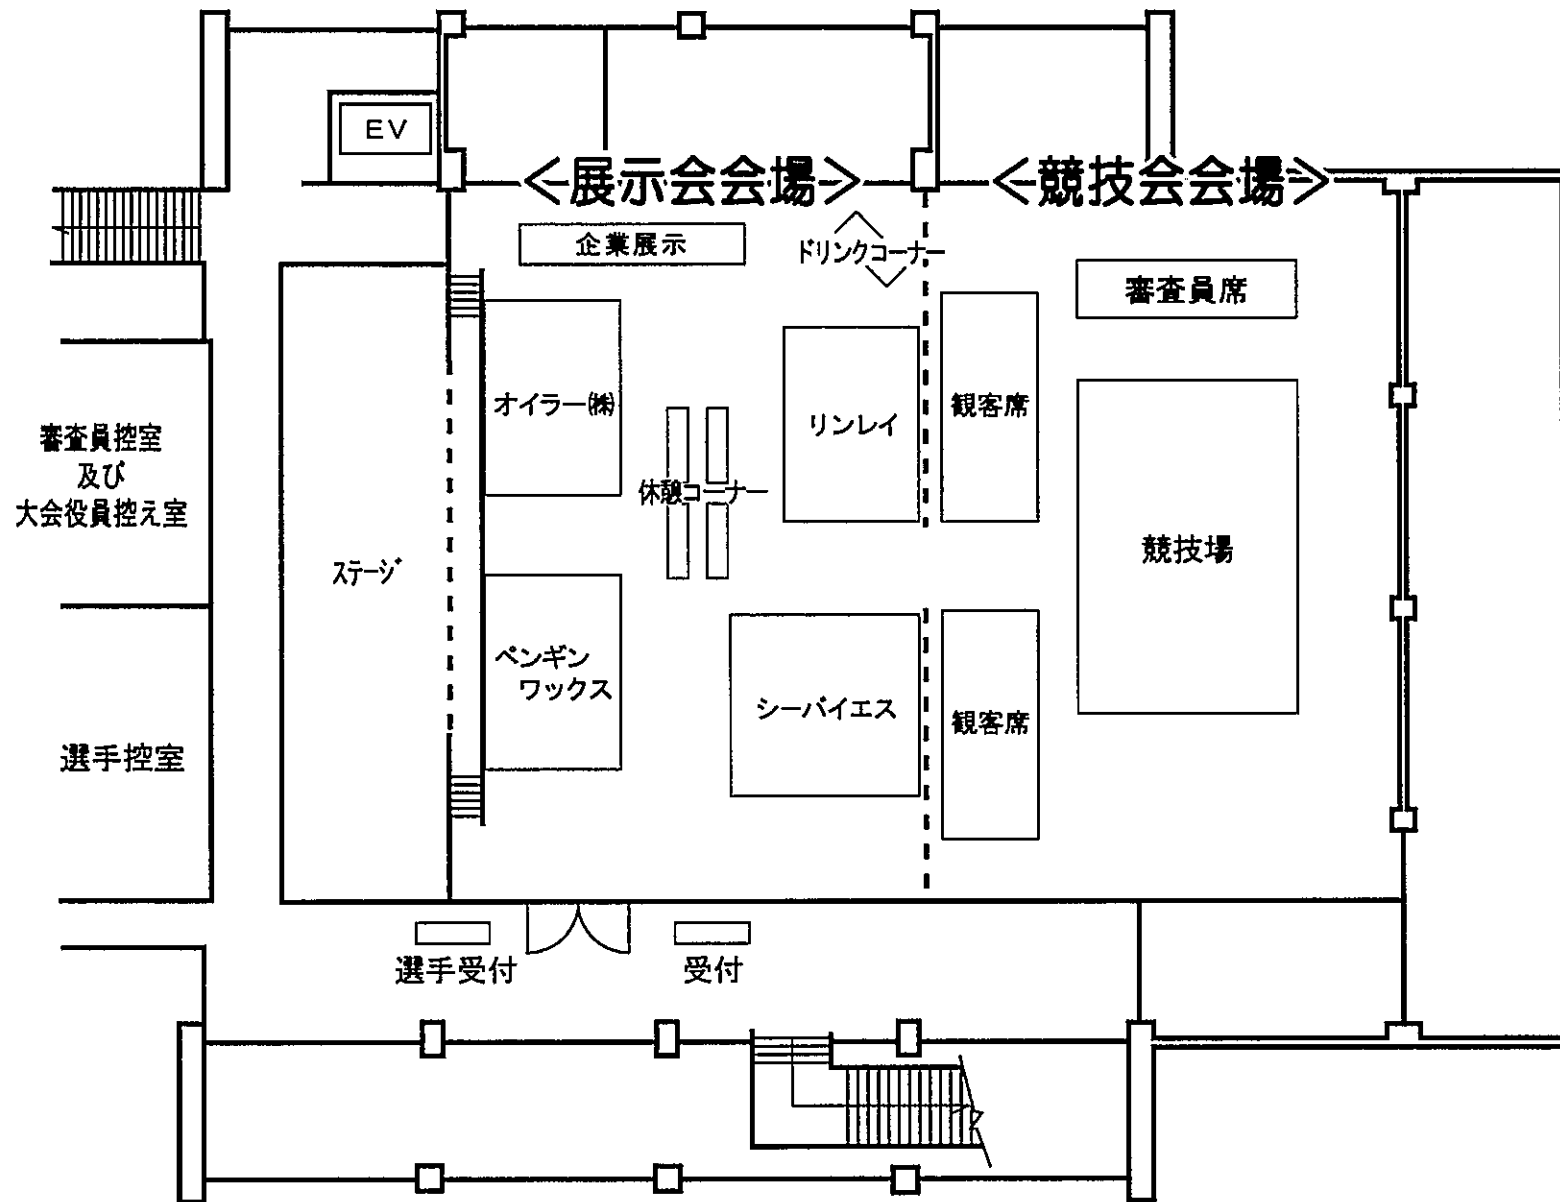 EV
<展示会会場>
<競技会会場>
企業展示
ドリンクコーナー
審査員席
オイラー㈱
リンレイ
観客席
審査員控室
及び
大会役員控え室
休憩コーナー
競技場
ステージ
ペンギン
ワックス
シーバイエス
観客席
選手控室
選手受付
受付